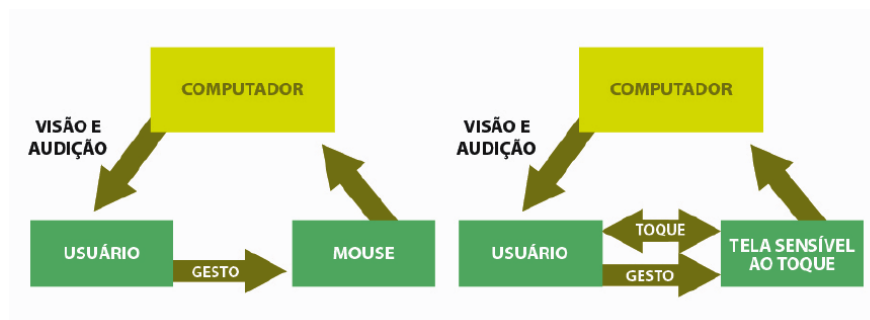 COMPUTADOR
VISÃO E
AUDIÇÃO
USUÁRIO
GESTO
MOUSE
COMPUTADOR
VISÃO E
AUDIÇÃO
USUÁRIO
TOQUE
GESTO
TELA SENSÍVEL
AO TOQUE